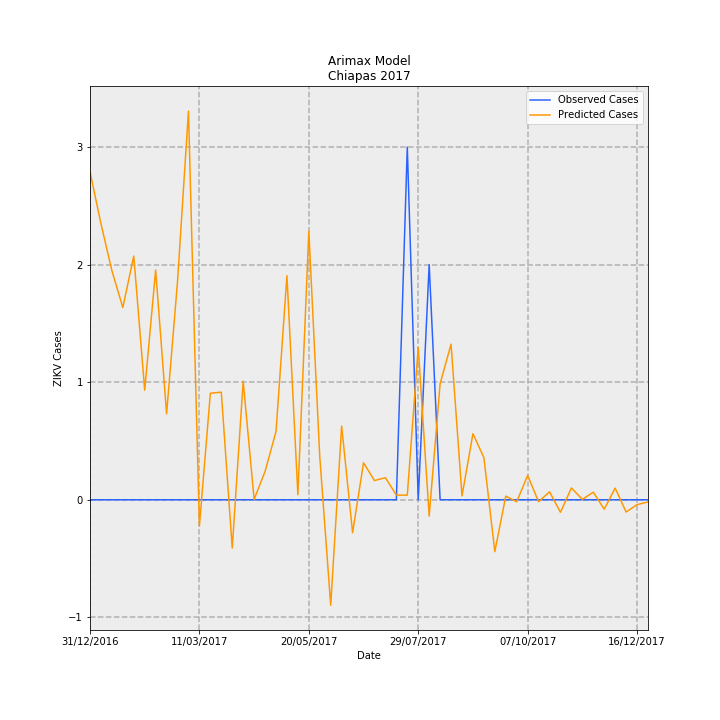 Arimax Model
Chiapas 2017
Observed Cases
Predicted Cases
3
2
1
0
−1
ZIKV Cases
31/12/2016 11/03/2017 20/05/2017 29/07/2017 07/10/2017 16/12/2017
Date